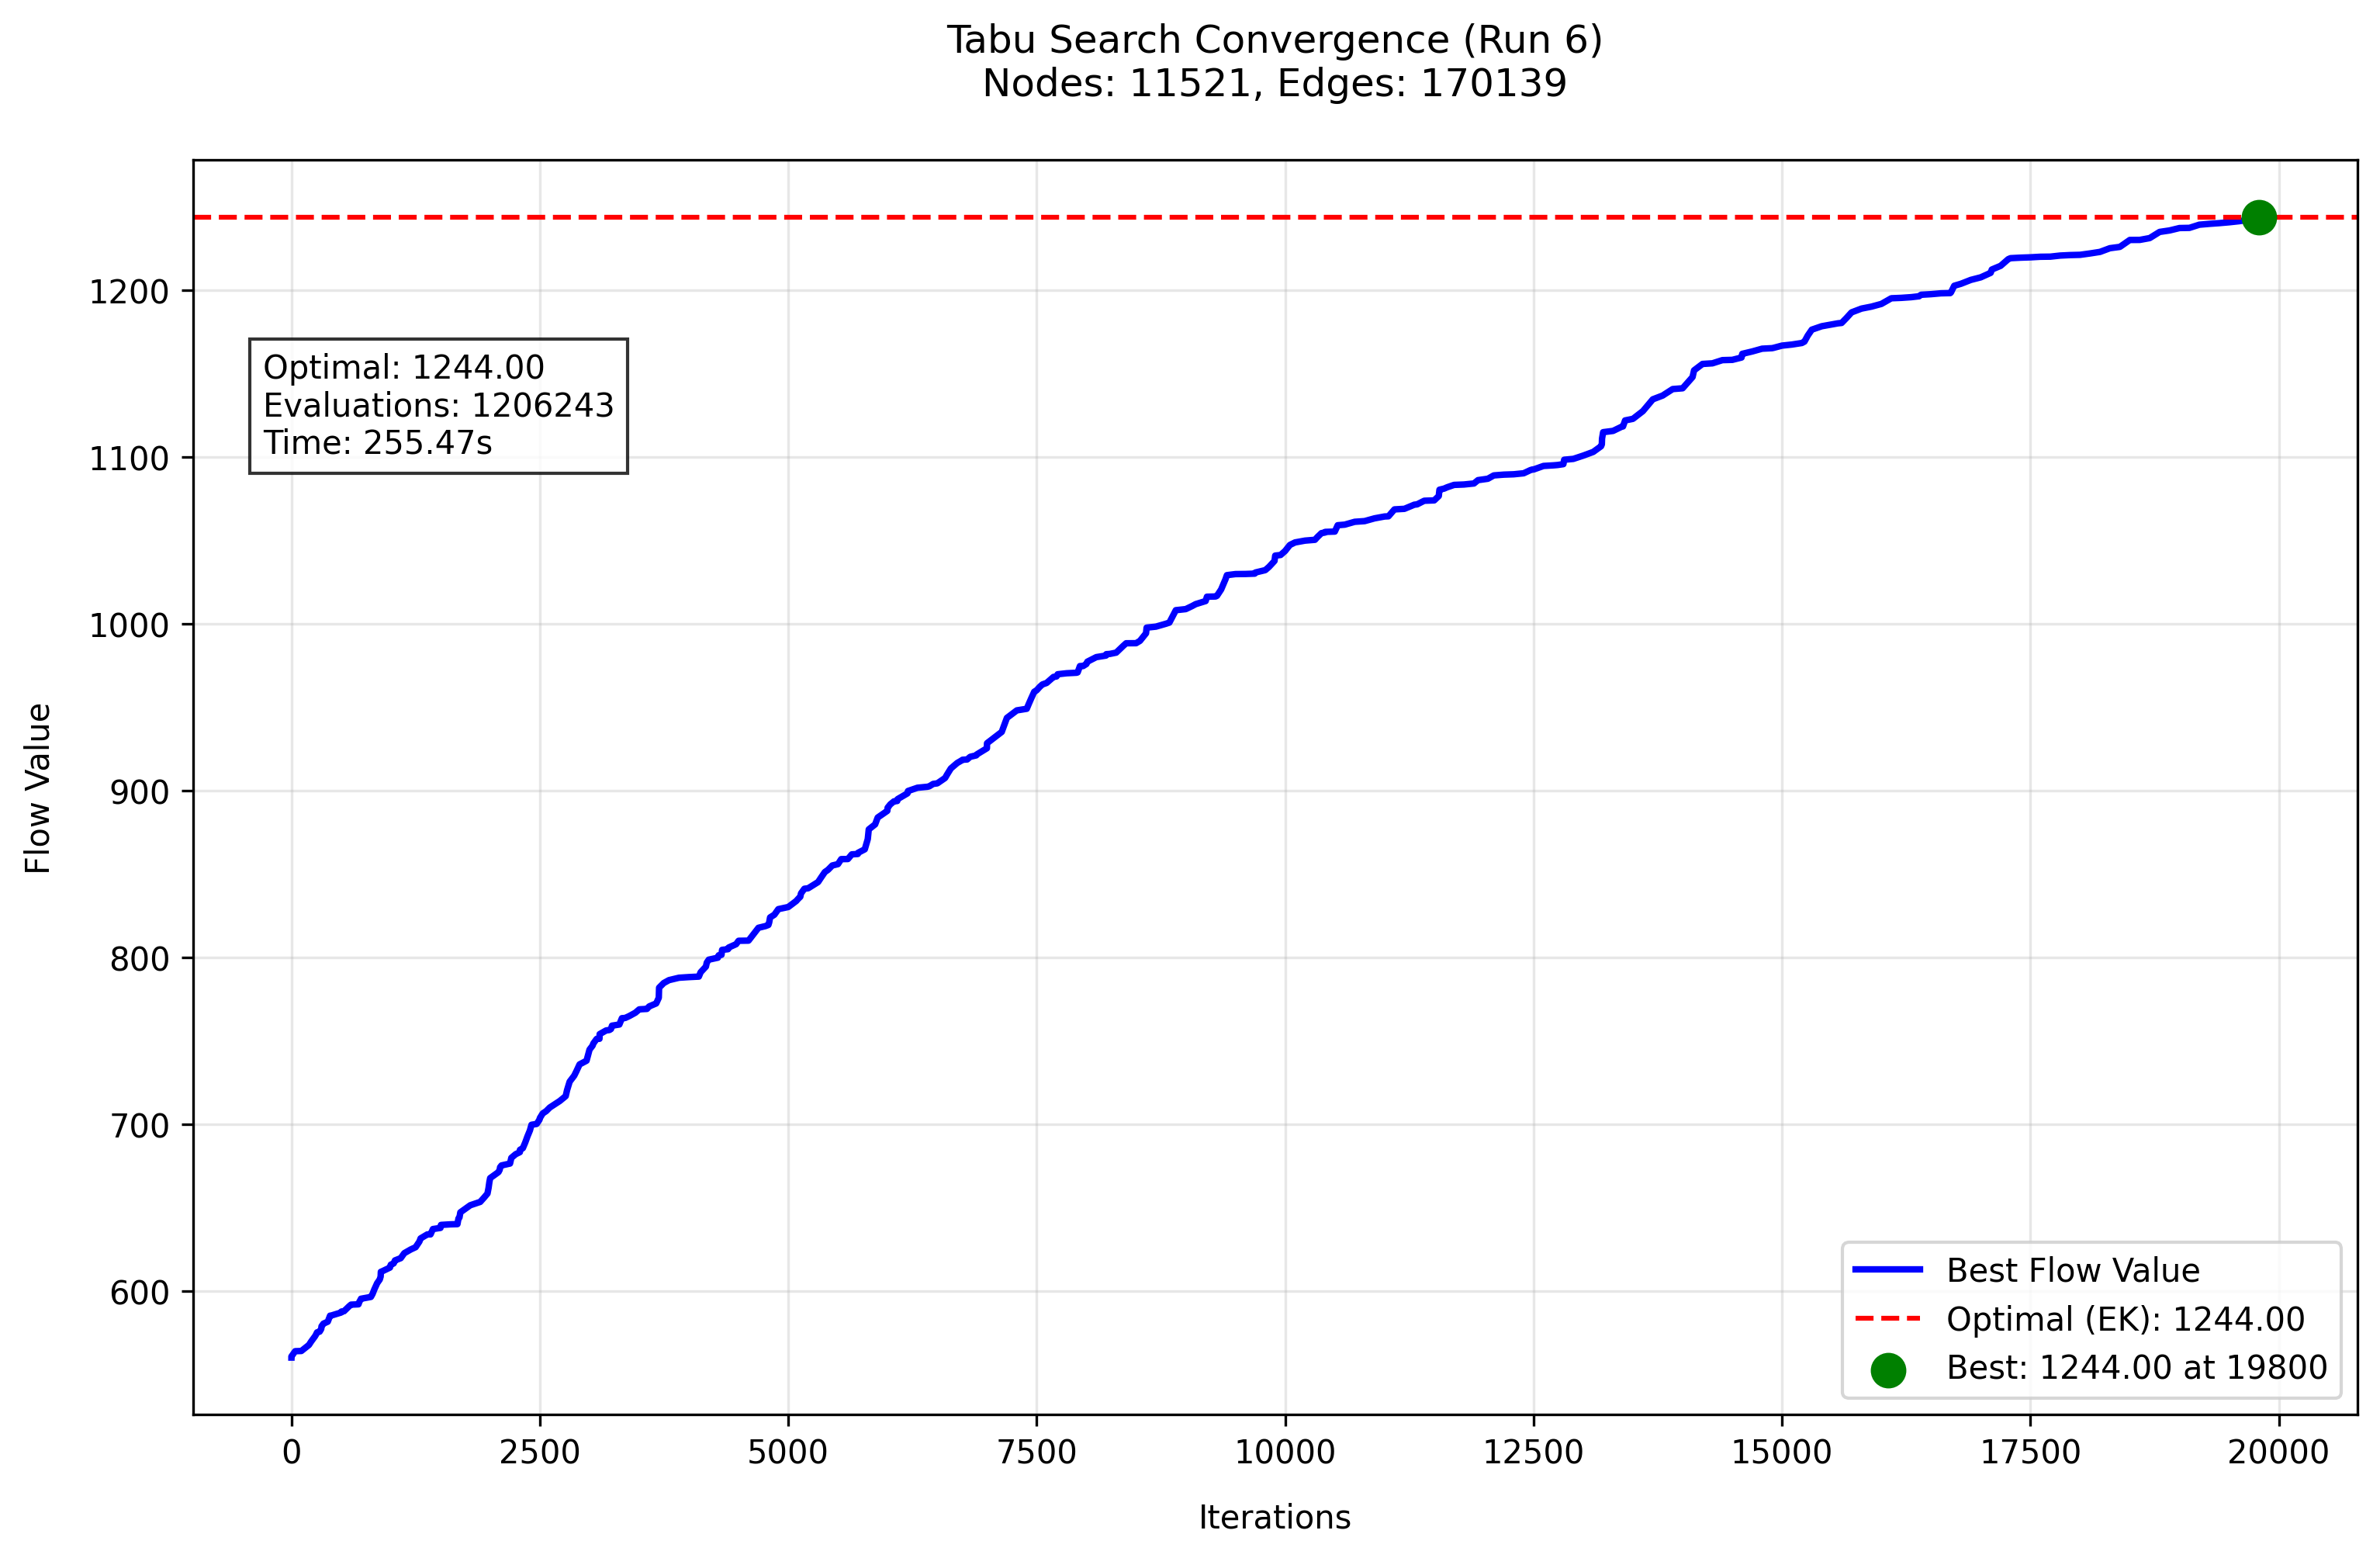 Tabu Search Convergence (Run 6)
Nodes: 11521, Edges: 170139
Flow Value
1200
1100
1000
900
800
700
600
Optimal: 1244.00
Evaluations: 1206243
Time: 255.47s
Best Flow Value
Optimal (EK): 1244.00
Best: 1244.00 at 19800
0 2500 5000 7500 10000 12500 15000 17500 20000
Iterations